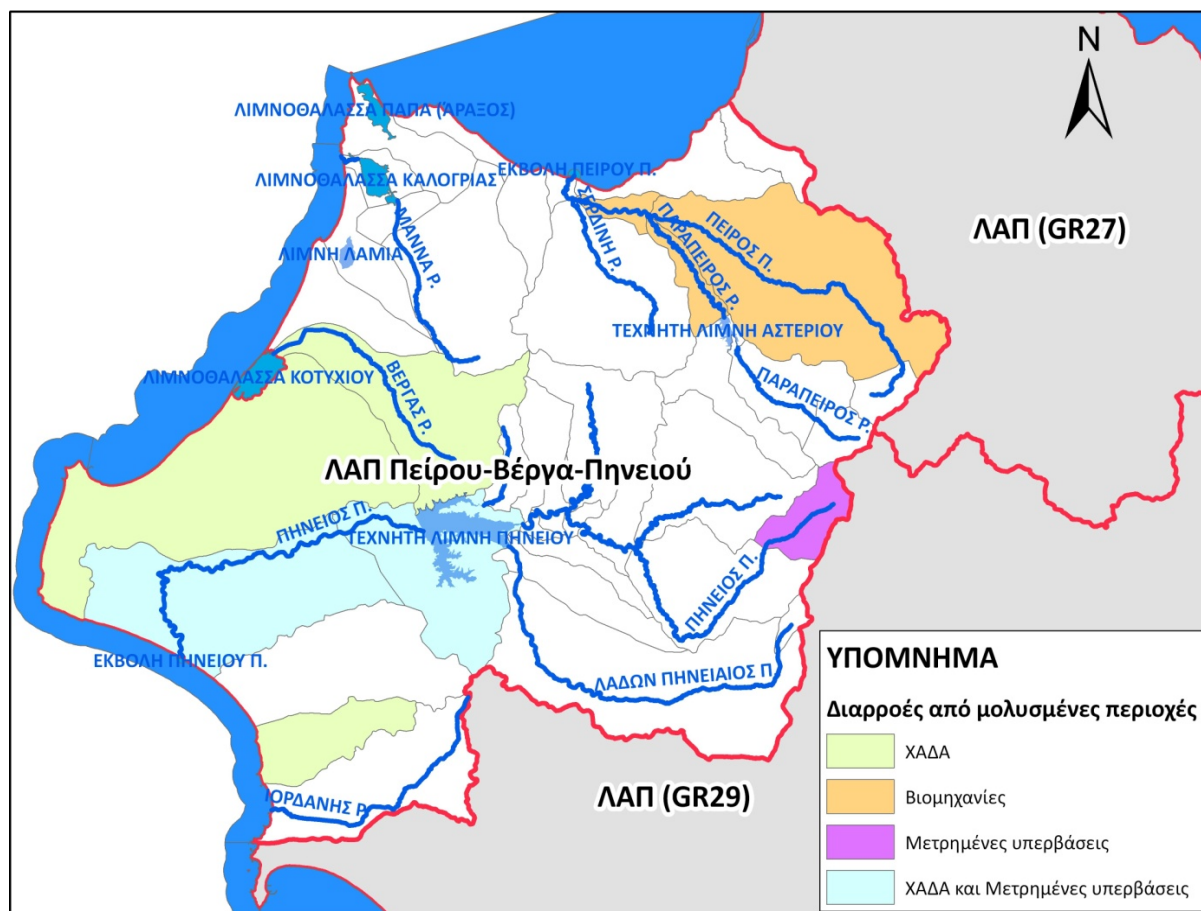 N
ΛΙΜΝΟΘΑΛΑΣΣΑ ΠΑΠΑ (ΆΡΑΞΟΣ)
ΕΚΒΟΛΗ ΠΕΙΡΟΥ Π.
ΛΙΜΝΟΘΑΛΑΣΣΑ ΚΑΛΟΓΡΙΑΣ
ΣΕΡΔΙΝΗ Ρ.
ΠΑΡΑΠΕΙΡΟΣ Ρ.
ΠΕΙΡΟΣ Π.
ΛΑΠ (GR27)
ΜΑΝΝΑ Ρ.
ΛΙΜΝΗ ΛΑΜΙΑ
ΤΕΧΝΗΤΗ ΛΙΜΝΗ ΑΣΤΕΡΙΟΥ
ΛΙΜΝΟΘΑΛΑΣΣΑ ΚΟΤΥΧΙΟΥ
ΒΕΡΓΑΣ Ρ.
ΠΑΡΑΠΕΙΡΟΣ Ρ.
ΛΑΠ Πείρου-Βέργα-Πηνειού
ΠΗΝΕΙΟΣ Π.
ΤΕΧΝΗΤΗ ΛΙΜΝΗ ΠΗΝΕΙΟΥ
ΠΗΝΕΙΟΣ Π.
ΕΚΒΟΛΗ ΠΗΝΕΙΟΥ Π.
ΛΑΔΩΝ ΠΗΝΕΙΑΙΟΣ Π
ΙΟΡΔΑΝΗΣ Ρ
ΛΑΠ (GR29)
ΥΠΟΜΝΗΜΑ
Διαρροές από μολυσμένες περιοχές
ΧΑΔΑ
Βιομηχανίες
Μετρημένες υπερβάσεις
ΧΑΔΑ και Μετρημένες υπερβάσεις